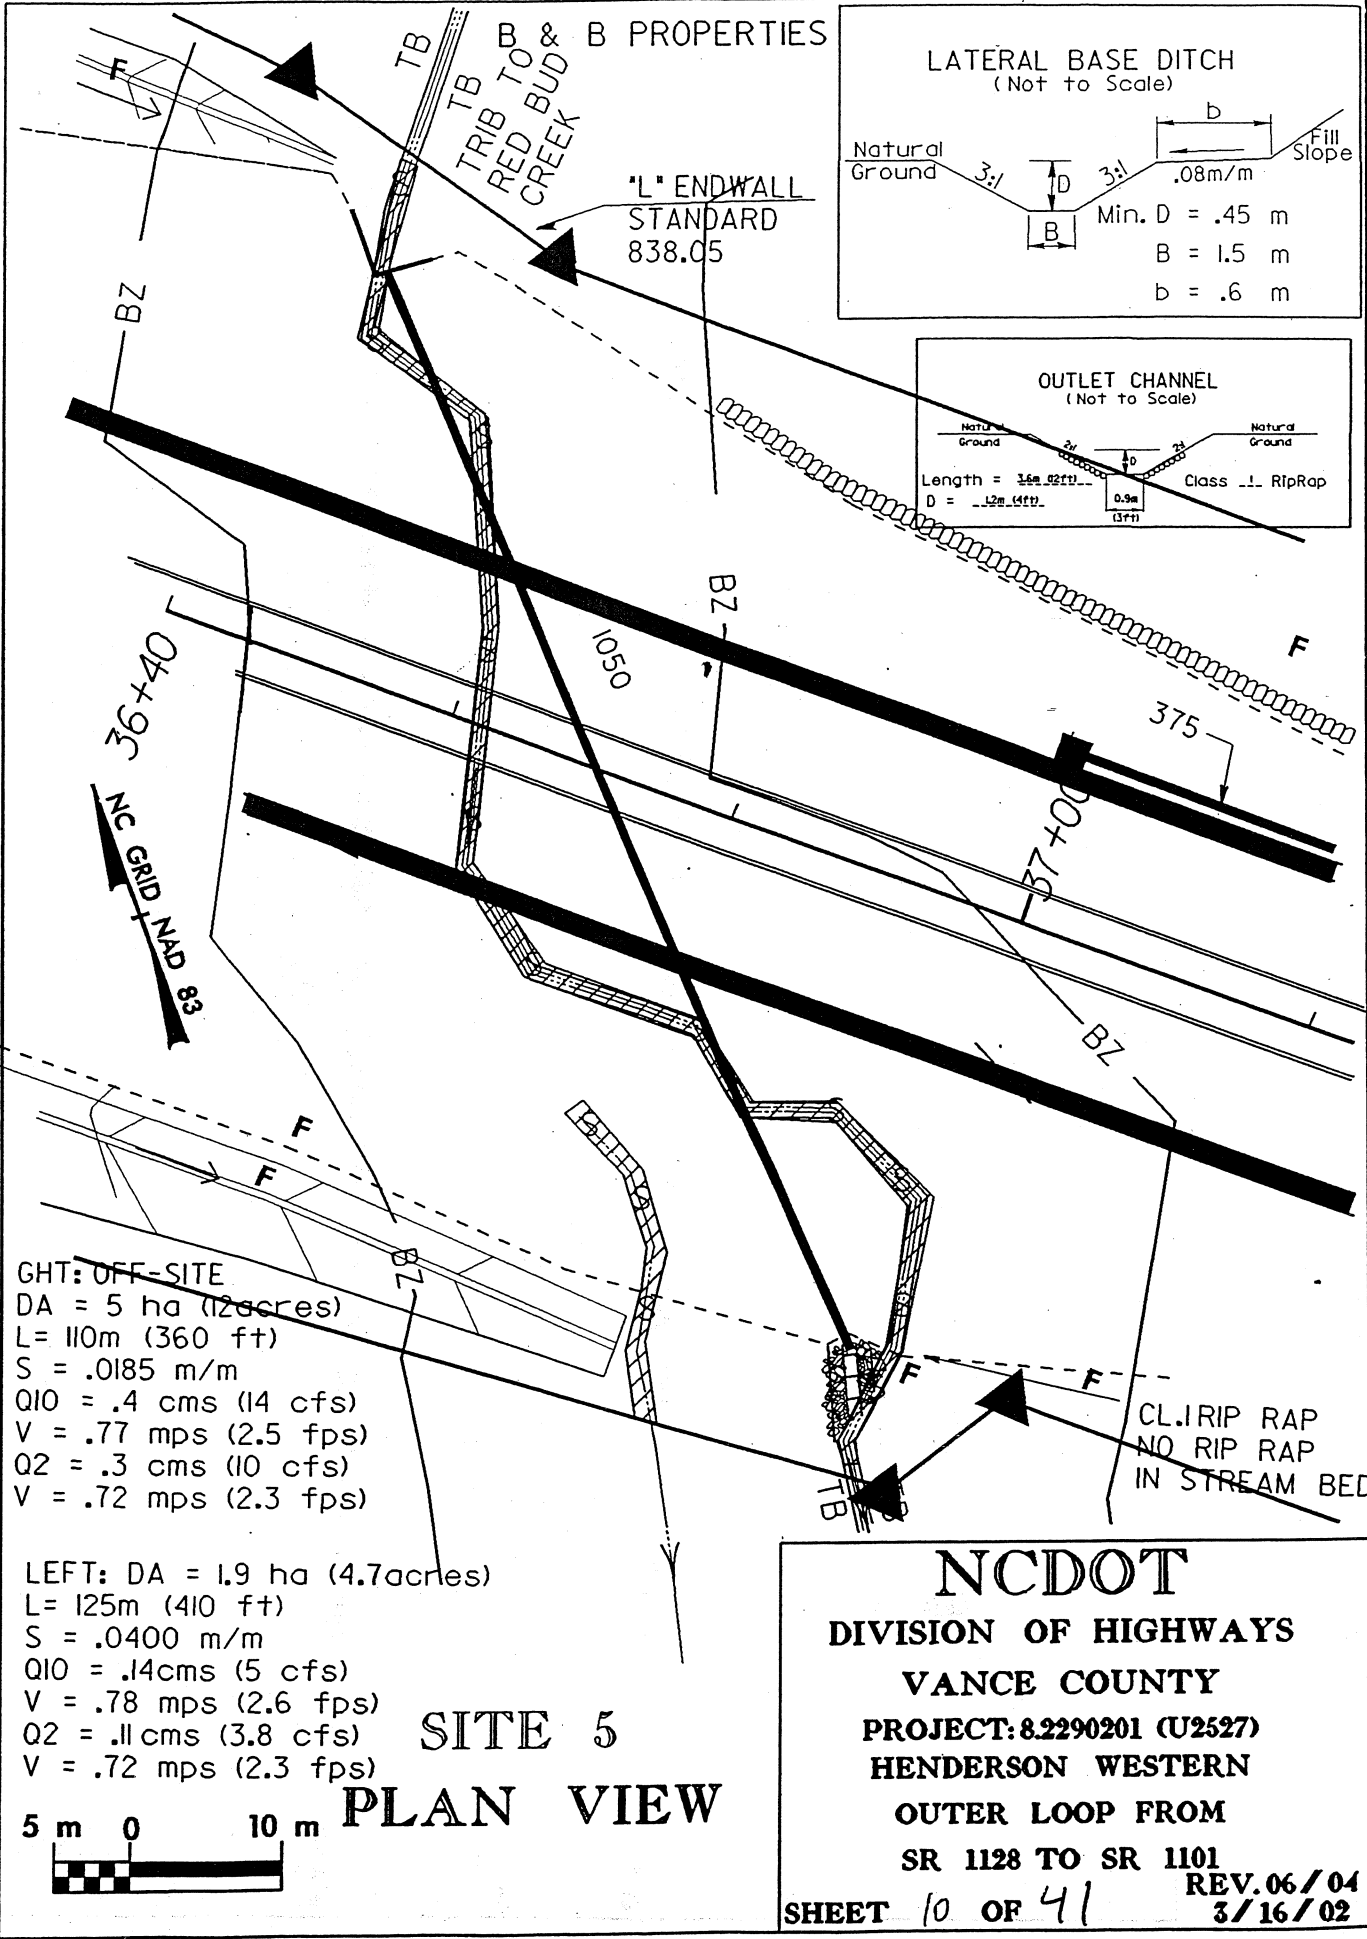 B & B PROPERTIES
TB
TB
TRIB TO
RED BUD
CREEK
F
"L" ENDWALL
STANDARD
838.05
LATERAL BASE DITCH
(Not to Scale)
b
Natural
Ground
3:1
D
3:1
.08m/m
Fill
Slope
B
Min. D = .45 m
B = 1.5 m
b = .6 m
OUTLET CHANNEL
(Not to Scale)
Natural
Ground
2:1
D
2:1
Natural
Ground
Length = 3.6m (12ft)
Class I RipRap
D = 1.2m (4ft)
0.9m
(3ft)
BZ
BZ
1050
F
36+40
375
37+00
NC GRID NAD 83
BZ
S
S
S
S
F
F
BZ
F
F
CL.I RIP RAP
NO RIP RAP
IN STREAM BED
TB
TB
GHT: OFF-SITE
DA = 5 ha (12acres)
L= 110m (360 ft)
S = .0185 m/m
Q10 = .4 cms (14 cfs)
V = .77 mps (2.5 fps)
Q2 = .3 cms (10 cfs)
V = .72 mps (2.3 fps)
LEFT: DA = 1.9 ha (4.7acres)
L= 125m (410 ft)
S = .0400 m/m
Q10 = .14cms (5 cfs)
V = .78 mps (2.6 fps)
Q2 = .11cms (3.8 cfs)
V = .72 mps (2.3 fps)
SITE 5
PLAN VIEW
5 m 0 10 m
NCDOT
DIVISION OF HIGHWAYS
VANCE COUNTY
PROJECT: 8.2290201 (U2527)
HENDERSON WESTERN
OUTER LOOP FROM
SR 1128 TO SR 1101
REV. 06/04
SHEET 10 OF 41
3/16/02